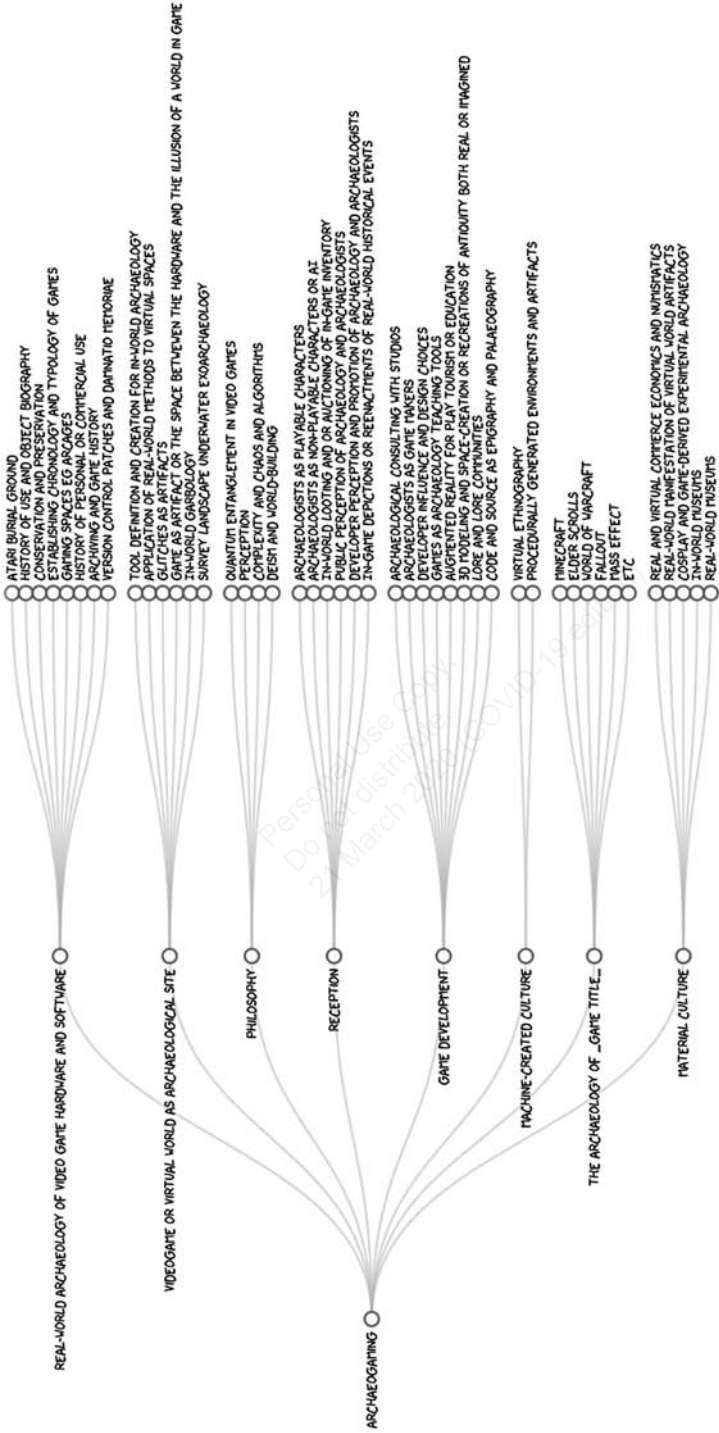 ARCHAEOGAMING
REAL-WORLD ARCHAEOLOGY OF VIDEO GAME HARDWARE AND SOFTWARE
ATARI BURIAL GROUND
HISTORY OF USE AND OBJECT BIOGRAPHY
CONSERVATION AND PRESERVATION
ESTABLISHING CHRONOLOGY AND TYPOLOGY OF GAMES
GAMING SPACES EG ARCADES
HISTORY OF PERSONAL OR COMMERCIAL USE
ARCHIVING AND GAME HISTORY
VERSION CONTROL PATCHES AND DAMNATIO MEMORIAE
VIDEOGAME OR VIRTUAL WORLD AS ARCHAEOLOGICAL SITE
TOOL DEFINITION AND CREATION FOR IN-WORLD ARCHAEOLOGY
APPLICATION OF REAL-WORLD METHODS TO VIRTUAL SPACES
GLITCHES AS ARTIFACTS
GAME AS ARTIFACT OR THE SPACE BETWEWEN THE HARDWARE AND THE ILLUSION OF A WORLD IN GAME
IN-WORLD GARBOLOGY
SURVEY LANDSCAPE UNDERWATER EXOARCHAEOLOGY
PHILOSOPHY
QUANTUM ENTANGLEMENT IN VIDEO GAMES
PERCEPTION
COMPLEXITY AND CHAOS AND ALGORITHMS
DEISM AND WORLD-BUILDING
RECEPTION
ARCHAEOLOGISTS AS PLAYABLE CHARACTERS
ARCHAEOLOGISTS AS NON-PLAYABLE CHARACTERS OR AI
IN-WORLD LOOTING AND OR AUCTIONING OF IN-GAME INVENTORY
PUBLIC PERCEPTION OF ARCHAEOLOGY AND ARCHAEOLOGISTS
DEVELOPER PERCEPTION AND PROMOTION OF ARCHAEOLOGY AND ARCHAEOLOGISTS
IN-GAME DEPICTIONS OR REENACTMENTS OF REAL-WORLD HISTORICAL EVENTS
GAME DEVELOPMENT
ARCHAEOLOGICAL CONSULTING WITH STUDIOS
ARCHAEOLOGISTS AS GAME MAKERS
DEVELOPER INFLUENCE AND DESIGN CHOICES
GAMES AS ARCHAEOLOGY TEACHING TOOLS
AUGMENTED REALITY FOR PLAY TOURISM OR EDUCATION
3D MODELING AND SPACE-CREATION OR RECREATIONS OF ANTIQUITY BOTH REAL OR IMAGINED
LORE AND LORE COMMUNITIES
CODE AND SOURCE AS EPIGRAPHY AND PALAEOGRAPHY
MACHINE-CREATED CULTURE
VIRTUAL ETHNOGRAPHY
PROCEDURALLY GENERATED ENVIRONMENTS AND ARTIFACTS
THE ARCHAEOLOGY OF _GAME TITLE_
MINECRAFT
ELDER SCROLLS
WORLD OF WARCRAFT
FALLOUT
MASS EFFECT
ETC
MATERIAL CULTURE
REAL AND VIRTUAL COMMERCE ECONOMICS AND NUMISMATICS
REAL-WORLD MANIFESTATION OF VIRTUAL WORLD ARTIFACTS
COSPLAY AND GAME-DERIVED EXPERIMENTAL ARCHAEOLOGY
IN-WORLD MUSEUMS
REAL-WORLD MUSEUMS
Personal Use Copy.
Do not distribute.
21 March 2020 (COVID-19